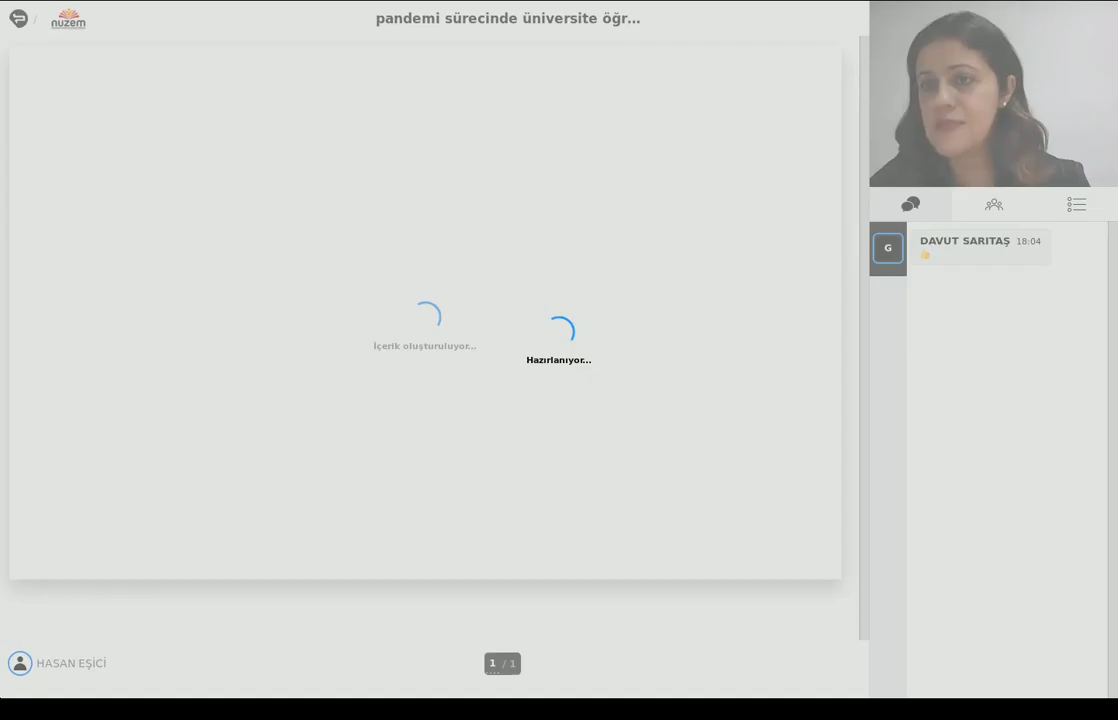 /
nuzem
pandemi sürecinde üniversite öğr...
G
DAVUT SARITAŞ 18:04
İçerik oluşturuluyor...
Hazırlanıyor...
HASAN EŞİCİ
1 / 1
...